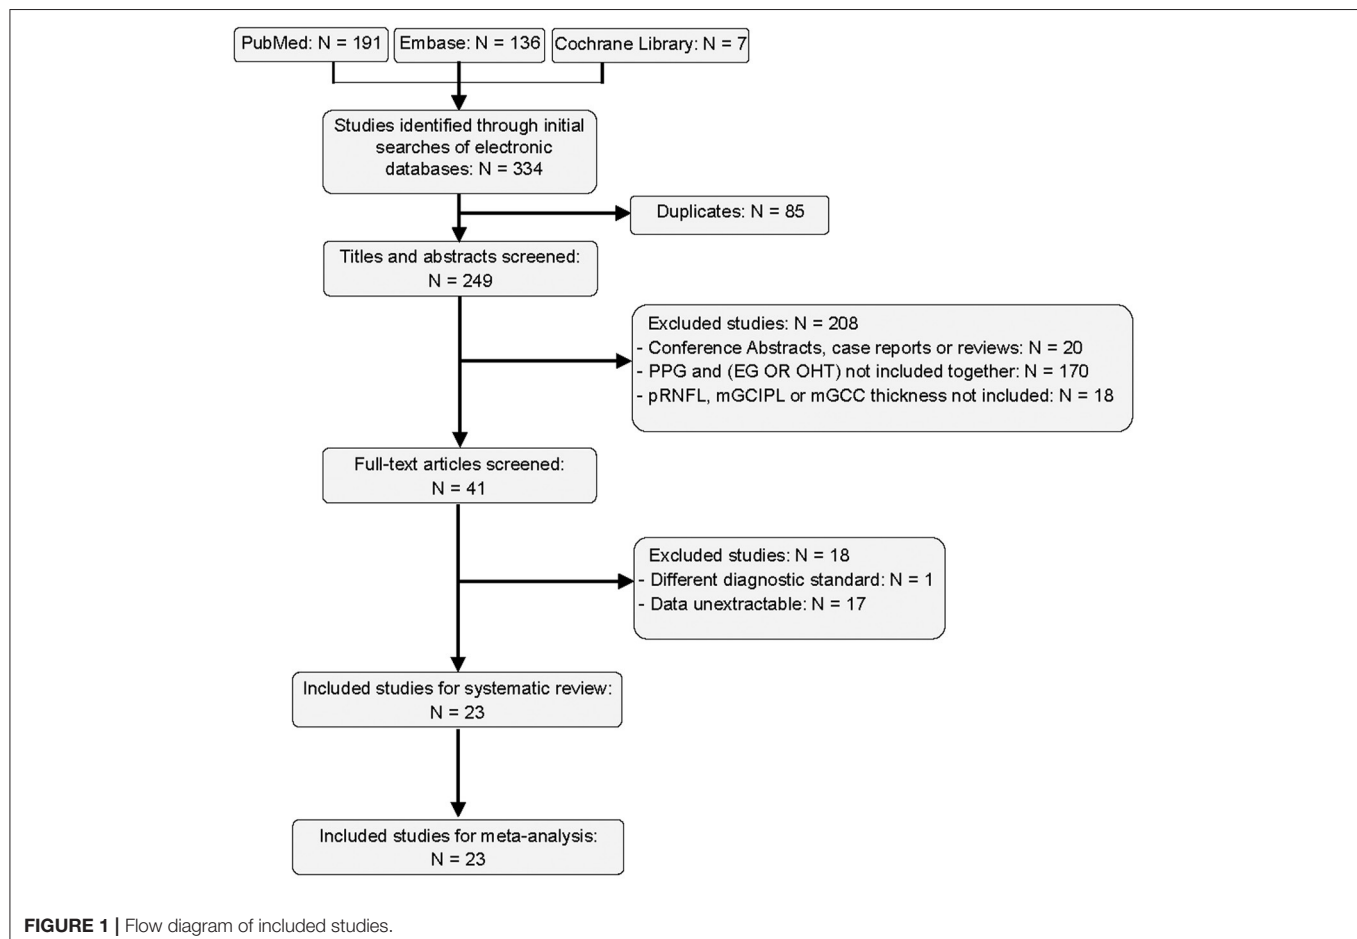 PubMed: N = 191
Embase: N = 136
Cochrane Library: N = 7
Studies identified through initial
searches of electronic
databases: N = 334
Duplicates: N = 85
Titles and abstracts screened:
N = 249
Excluded studies: N = 208
- Conference Abstracts, case reports or reviews: N = 20
- PPG and (EG OR OHT) not included together: N = 170
- pRNFL, mGCIPL or mGCC thickness not included: N = 18
Full-text articles screened:
N = 41
Excluded studies: N = 18
- Different diagnostic standard: N = 1
- Data unextractable: N = 17
Included studies for systematic review:
N = 23
Included studies for meta-analysis:
N = 23
FIGURE 1 | Flow diagram of included studies.